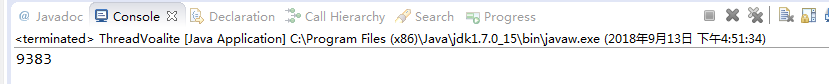 @ Javadoc Console Declaration Call Hierarchy Search Progress
<terminated> ThreadVoalite [Java Application] C:\Program Files (x86)\Java\jdk1.7.0_15\bin\javaw.exe (2018年9月13日 下午4:51:34)
9383